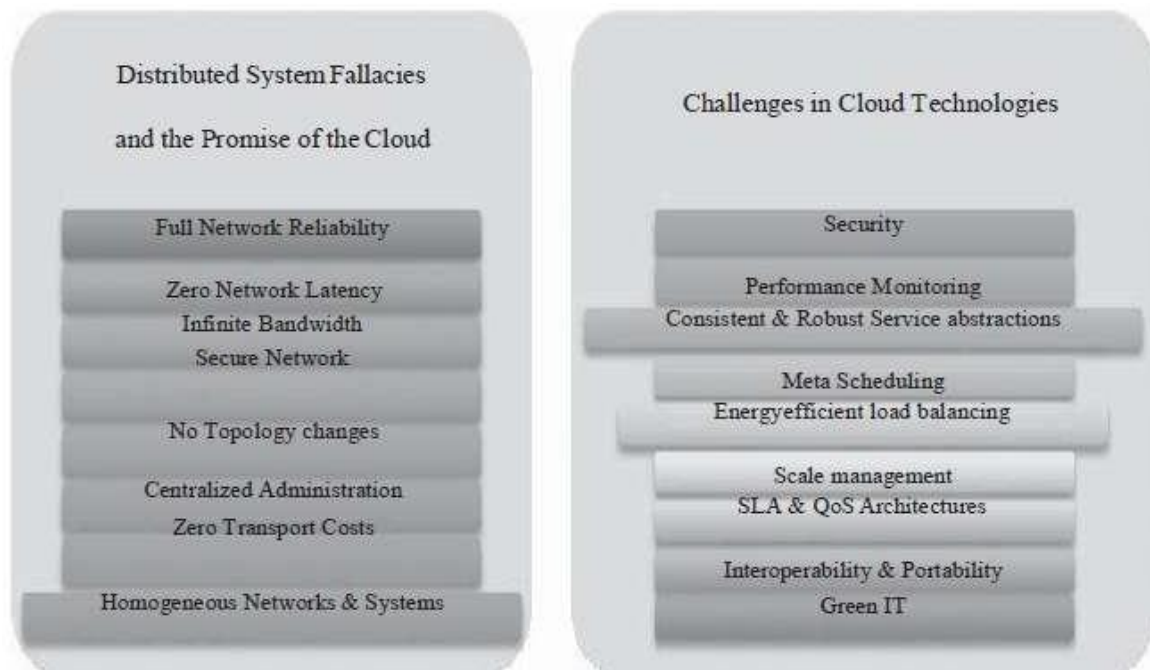 Distributed System Fallacies
and the Promise of the Cloud
Full Network Reliability
Zero Network Latency
Infinite Bandwidth
Secure Network
No Topology changes
Centralized Administration
Zero Transport Costs
Homogeneous Networks & Systems
Challenges in Cloud Technologies
Security
Performance Monitoring
Consistent & Robust Service abstractions
Meta Scheduling
Energyefficient load balancing
Scale management
SLA & QoS Architectures
Interoperability & Portability
Green IT